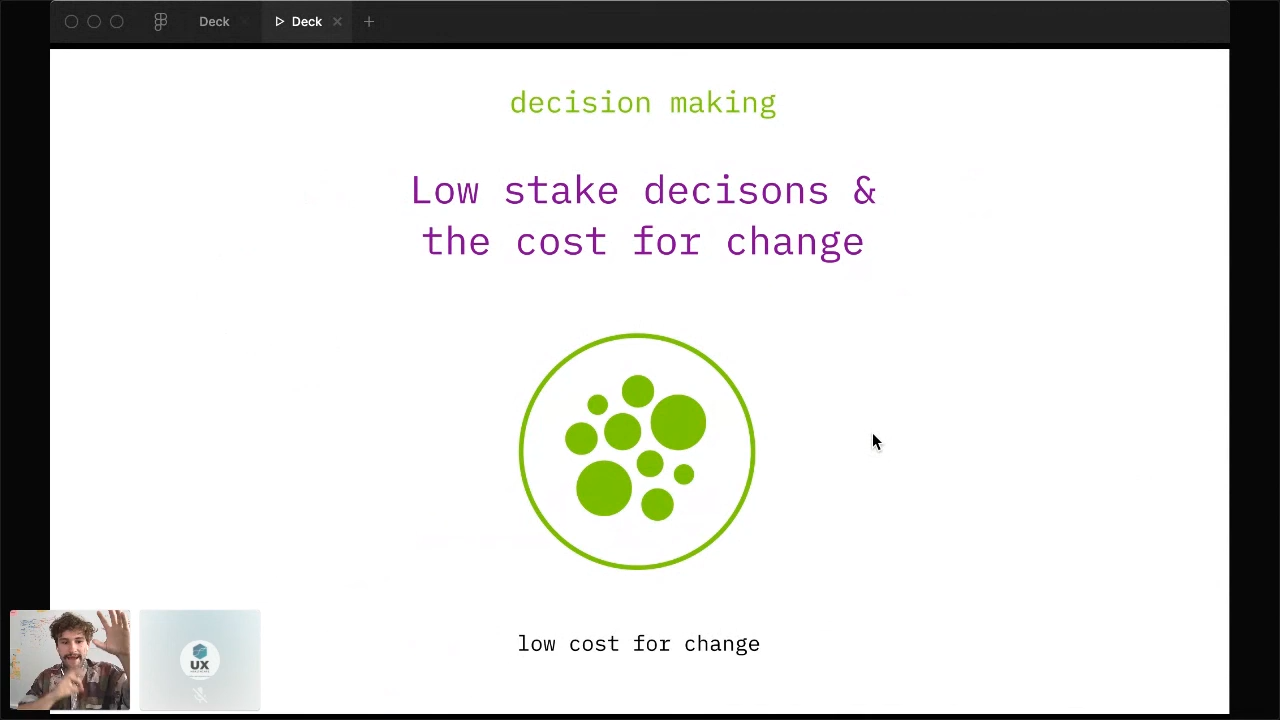 Deck
Deck
decision making
Low stake decisons &
the cost for change
UX
low cost for change